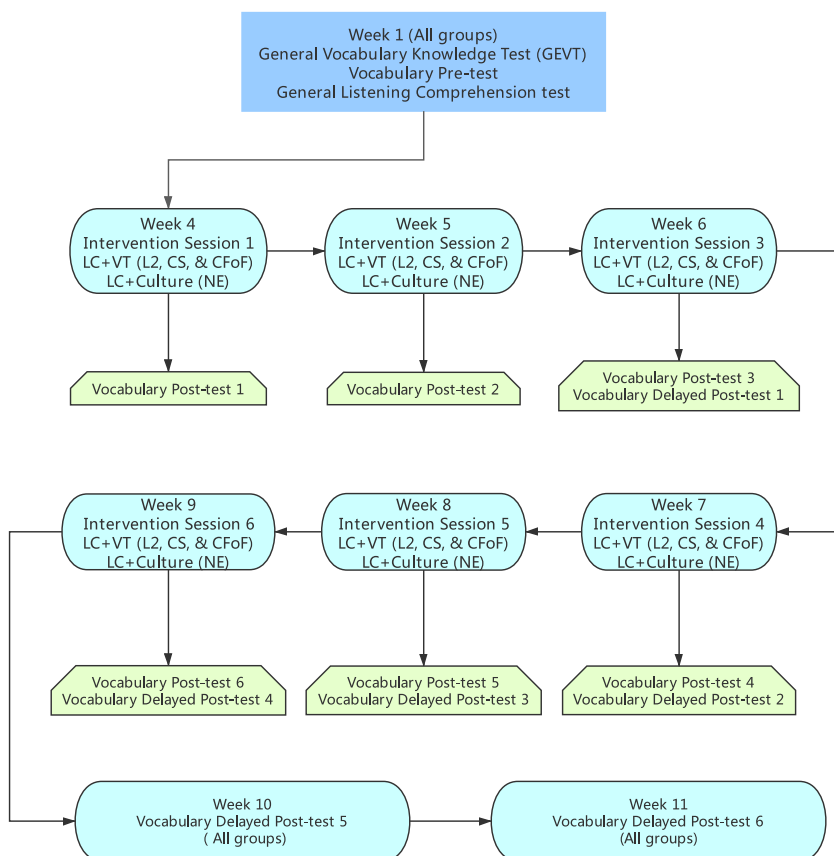 Week 1 (All groups)
General Vocabulary Knowledge Test (GEVT)
Vocabulary Pre-test
General Listening Comprehension test
Week 4
Intervention Session 1
LC+VT (L2, CS, & CFoF)
LC+Culture (NE)
Week 5
Intervention Session 2
LC+VT (L2, CS, & CFoF)
LC+Culture (NE)
Week 6
Intervention Session 3
LC+VT (L2, CS, & CFoF)
LC+Culture (NE)
Vocabulary Post-test 1
Vocabulary Post-test 2
Vocabulary Post-test 3
Vocabulary Delayed Post-test 1
Week 9
Intervention Session 6
LC+VT (L2, CS, & CFoF)
LC+Culture (NE)
Week 8
Intervention Session 5
LC+VT (L2, CS, & CFoF)
LC+Culture (NE)
Week 7
Intervention Session 4
LC+VT (L2, CS, & CFoF)
LC+Culture (NE)
Vocabulary Post-test 6
Vocabulary Delayed Post-test 4
Vocabulary Post-test 5
Vocabulary Delayed Post-test 3
Vocabulary Post-test 4
Vocabulary Delayed Post-test 2
Week 10
Vocabulary Delayed Post-test 5
( All groups)
Week 11
Vocabulary Delayed Post-test 6
(All groups)